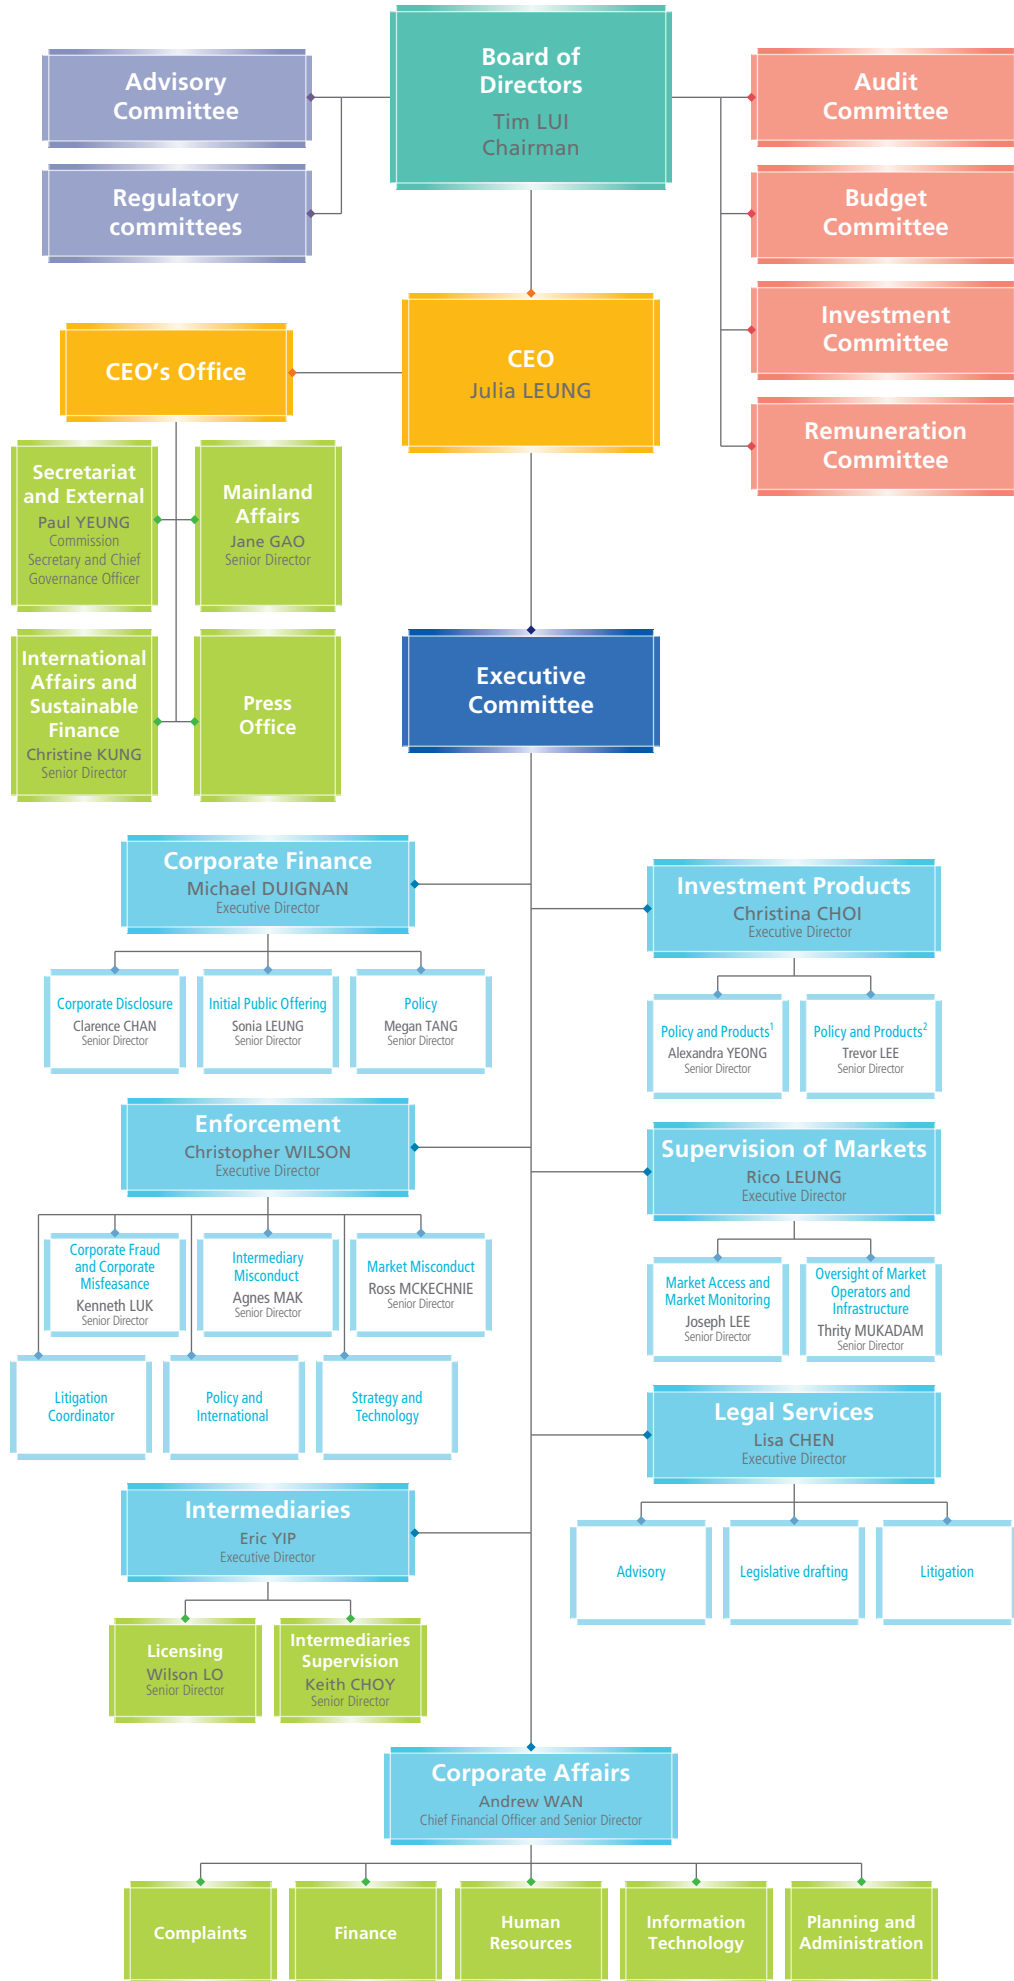 Board of
Directors
Tim LUI
Chairman
Advisory
Committee
Regulatory
committees
Audit
Committee
Budget
Committee
Investment
Committee
Remuneration
Committee
CEO
Julia LEUNG
CEO’s Office
Secretariat
and External
Paul YEUNG
Commission
Secretary and Chief
Governance Officer
Mainland
Affairs
Jane GAO
Senior Director
International
Affairs and
Sustainable
Finance
Christine KUNG
Senior Director
Press
Office
Executive
Committee
Corporate Finance
Michael DUIGNAN
Executive Director
Corporate Disclosure
Clarence CHAN
Senior Director
Initial Public Offering
Sonia LEUNG
Senior Director
Policy
Megan TANG
Senior Director
Investment Products
Christina CHOI
Executive Director
Policy and Products¹
Alexandra YEONG
Senior Director
Policy and Products²
Trevor LEE
Senior Director
Enforcement
Christopher WILSON
Executive Director
Corporate Fraud
and Corporate
Misfeasance
Kenneth LUK
Senior Director
Intermediary
Misconduct
Agnes MAK
Senior Director
Market Misconduct
Ross MCKECHNIE
Senior Director
Litigation
Coordinator
Policy and
International
Strategy and
Technology
Supervision of Markets
Rico LEUNG
Executive Director
Market Access and
Market Monitoring
Joseph LEE
Senior Director
Oversight of Market
Operators and
Infrastructure
Thrity MUKADAM
Senior Director
Legal Services
Lisa CHEN
Executive Director
Advisory
Legislative drafting
Litigation
Intermediaries
Eric YIP
Executive Director
Licensing
Wilson LO
Senior Director
Intermediaries
Supervision
Keith CHOY
Senior Director
Corporate Affairs
Andrew WAN
Chief Financial Officer and Senior Director
Complaints
Finance
Human
Resources
Information
Technology
Planning and
Administration